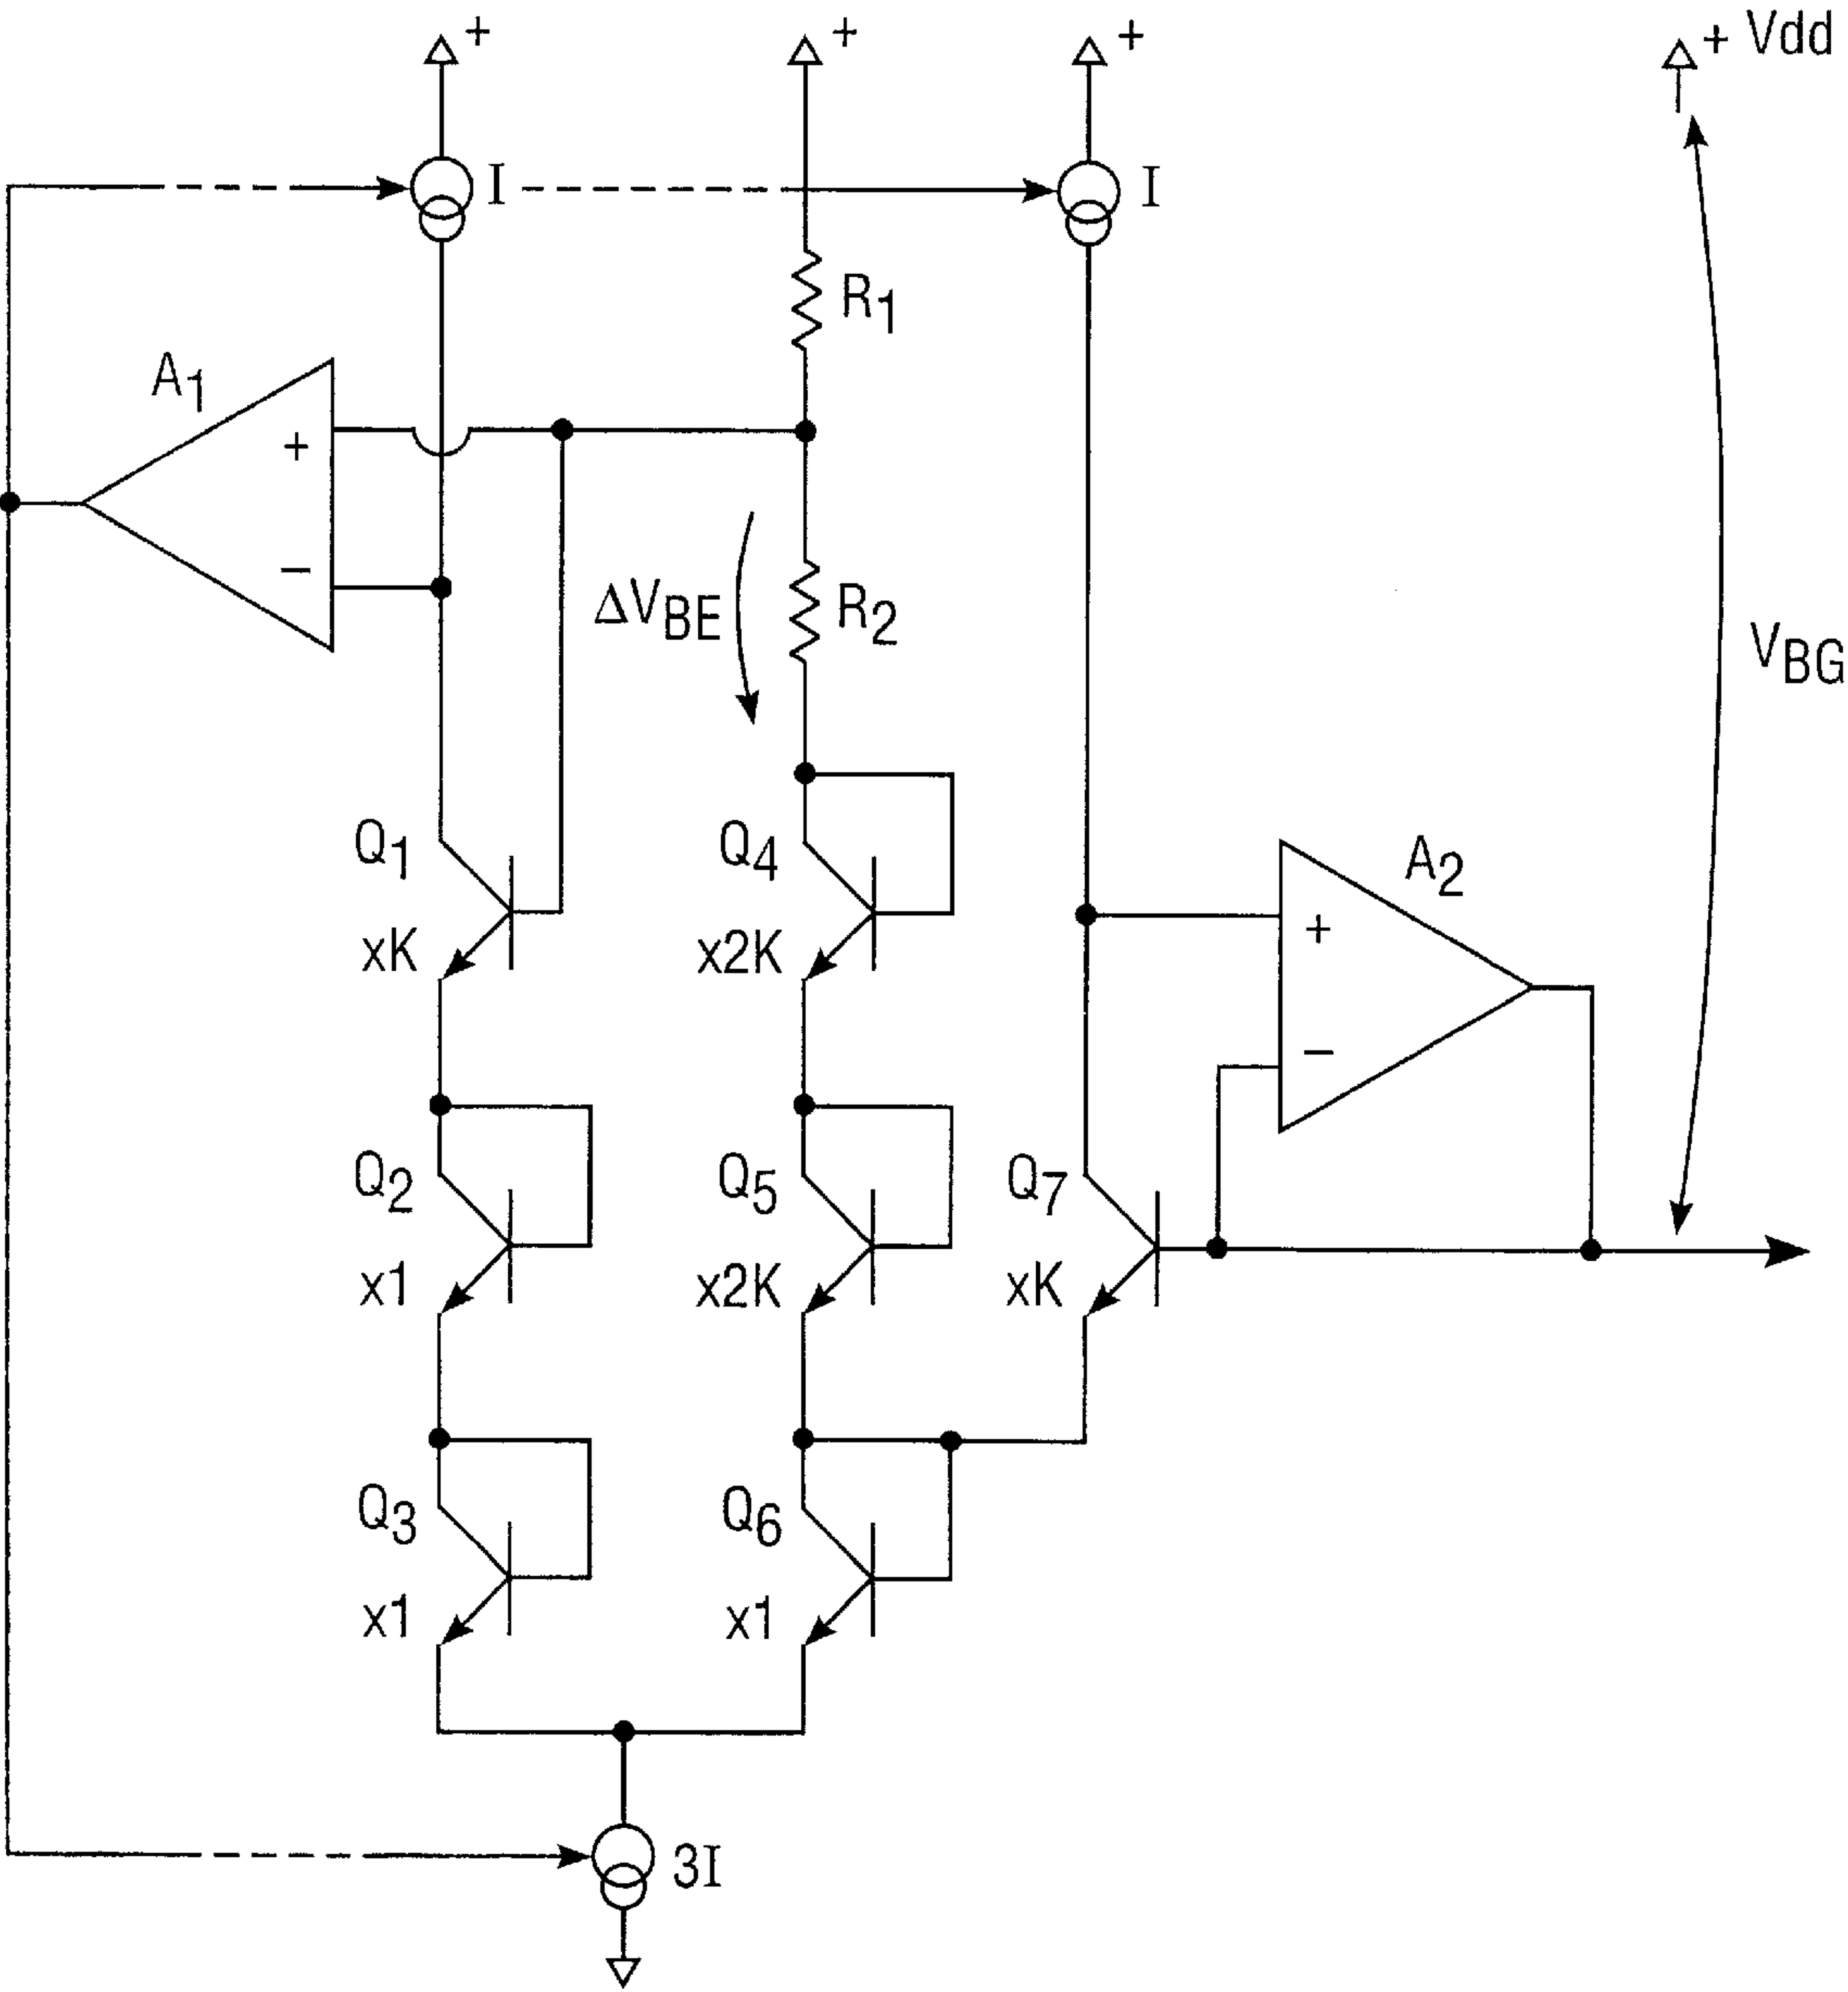 + + + + Vdd
I I
R1
A1
+
−
ΔVBE R2
VBG
Q1 Q4 A2
xK x2K
+
−
Q2 Q5 Q7
x1 x2K xK
Q3 Q6
x1 x1
3I